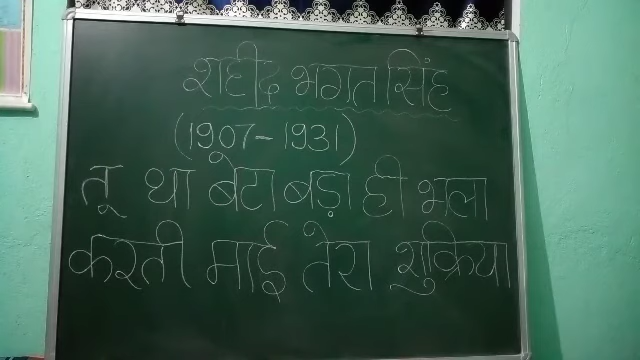 शहीद भगत सिंह
(1907-1931)
तू था बेटा बड़ा ही भला
करती माई तेरा शुक्रिया